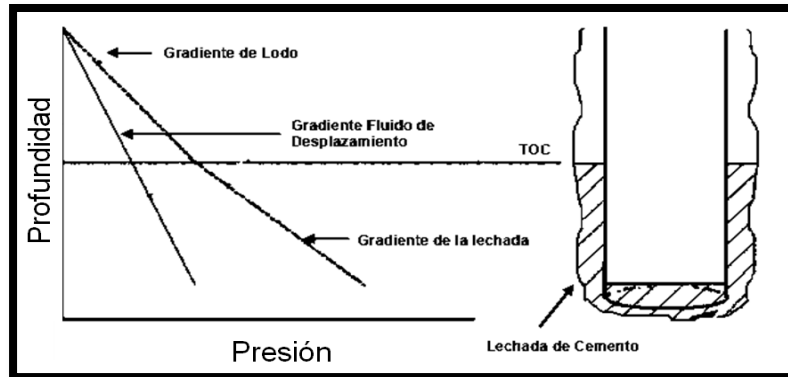 Gradiente de Lodo
Gradiente Fluido de
Desplazamiento
TOC
Profundidad
Gradiente de la lechada
Presión
Lechada de Cemento